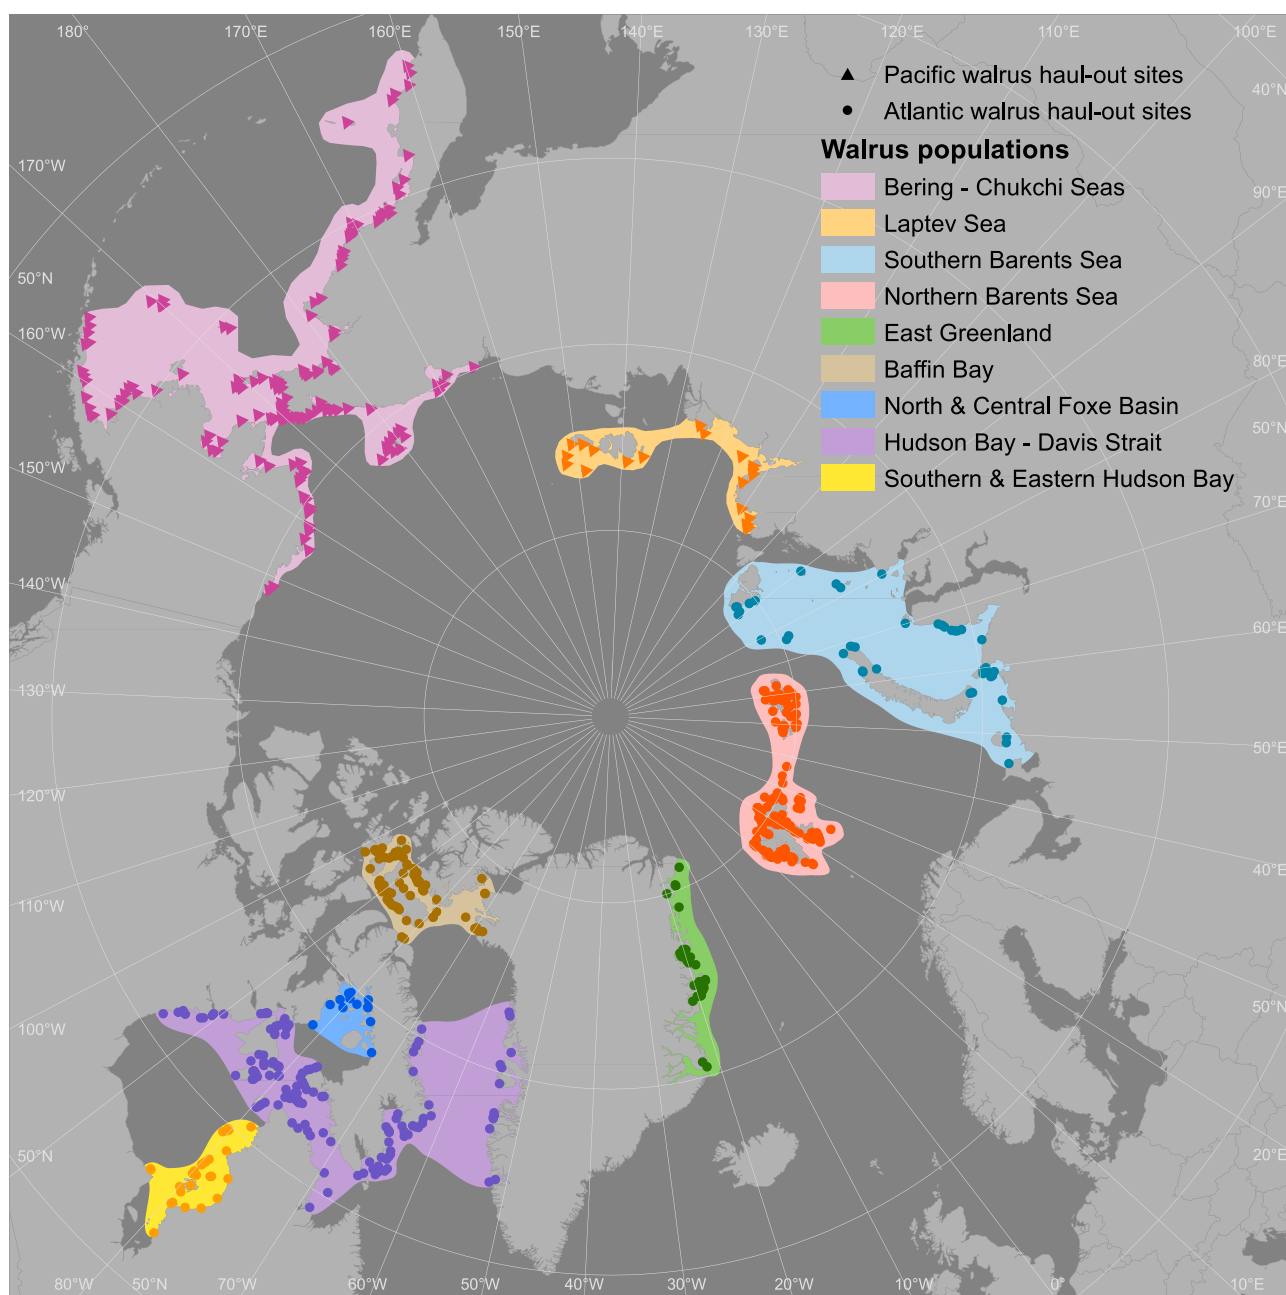 180°
170°E
160°E
150°E
140°E
130°E
120°E
110°E
100°E
Pacific walrus haul-out sites
40°N
Atlantic walrus haul-out sites
Walrus populations
170°W
Bering - Chukchi Seas
90°E
Laptev Sea
Southern Barents Sea
50°N
Northern Barents Sea
160°W
East Greenland
80°E
Baffin Bay
North & Central Foxe Basin
50°N
Hudson Bay - Davis Strait
150°W
Southern & Eastern Hudson Bay
70°E
140°W
60°E
130°W
50°E
120°W
40°E
110°W
50°N
100°W
50°N
20°E
80°W
50°N
70°W
60°W
50°W
40°W
30°W
20°W
10°W
0°
10°E